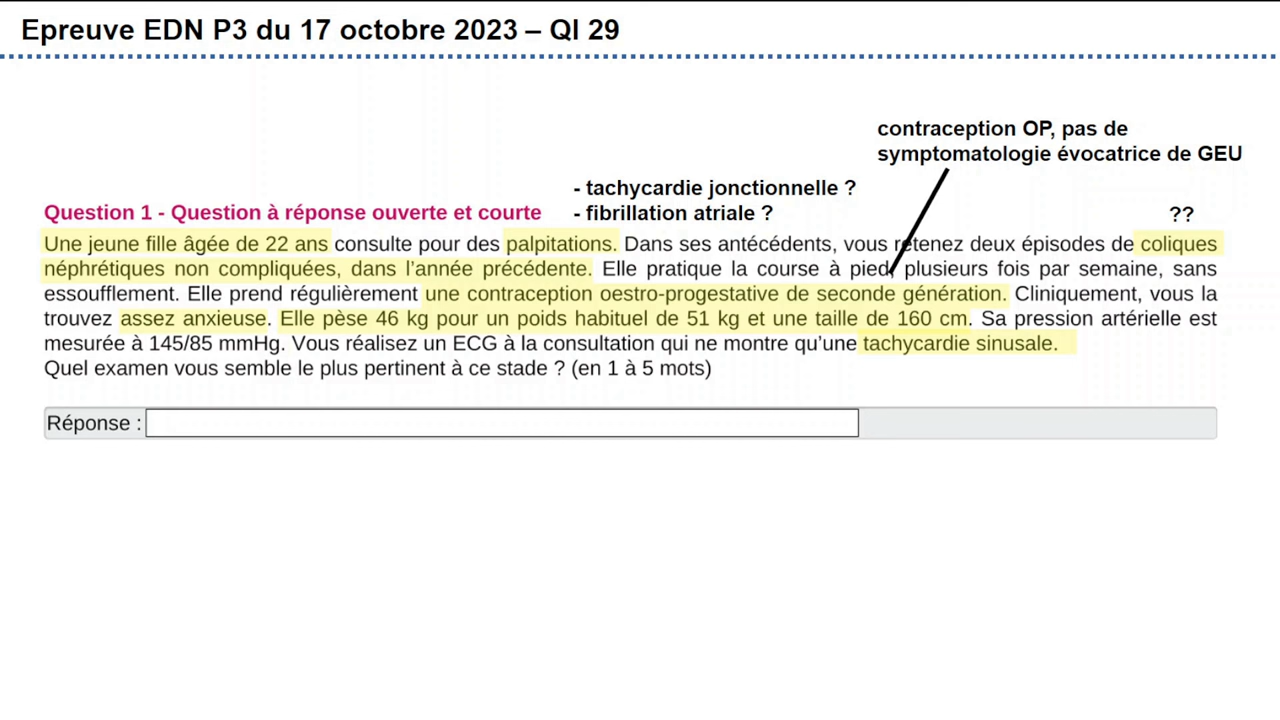 Epreuve EDN P3 du 17 octobre 2023 – QI 29
contraception OP, pas de
symptomatologie évocatrice de GEU
- tachycardie jonctionnelle ?
- fibrillation atriale ?
??
Question 1 - Question à réponse ouverte et courte
Une jeune fille âgée de 22 ans consulte pour des palpitations. Dans ses antécédents, vous retenez deux épisodes de coliques
néphrétiques non compliquées, dans l’année précédente. Elle pratique la course à pied, plusieurs fois par semaine, sans
essoufflement. Elle prend régulièrement une contraception oestro-progestative de seconde génération. Cliniquement, vous la
trouvez assez anxieuse. Elle pèse 46 kg pour un poids habituel de 51 kg et une taille de 160 cm. Sa pression artérielle est
mesurée à 145/85 mmHg. Vous réalisez un ECG à la consultation qui ne montre qu’une tachycardie sinusale.
Quel examen vous semble le plus pertinent à ce stade ? (en 1 à 5 mots)
Réponse :